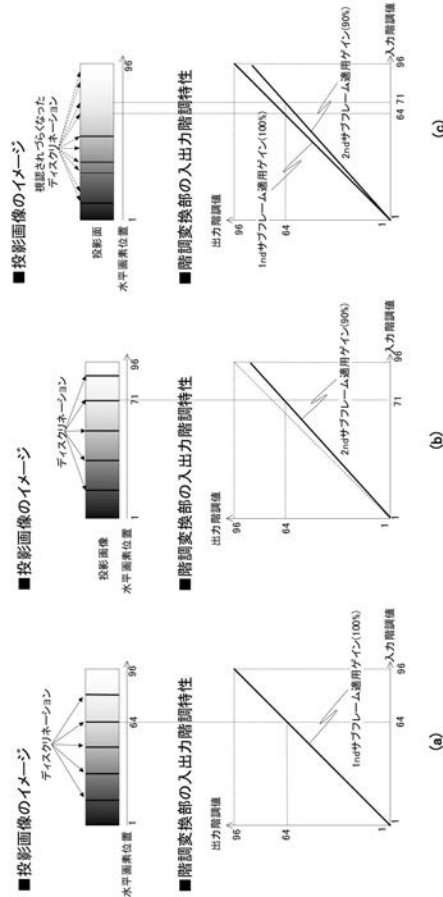 ■投影画像のイメージ
ディスクリネーション
投影画像
水平画素位置
1
64
96
■階調変換部の入出力階調特性
出力階調値
96
64
1
1ndサブフレーム適用ゲイン(100%)
1
96
入力階調値
(a)
■投影画像のイメージ
ディスクリネーション
投影画像
水平画素位置
1
71
96
■階調変換部の入出力階調特性
出力階調値
96
64
1
2ndサブフレーム適用ゲイン(90%)
1
71
96
入力階調値
(b)
■投影画像のイメージ
視認されづらくなった
ディスクリネーション
投影面
水平画素位置
1
96
■階調変換部の入出力階調特性
出力階調値
96
64
1
1ndサブフレーム適用ゲイン(100%)
2ndサブフレーム適用ゲイン(90%)
1
64 71
96
入力階調値
(c)